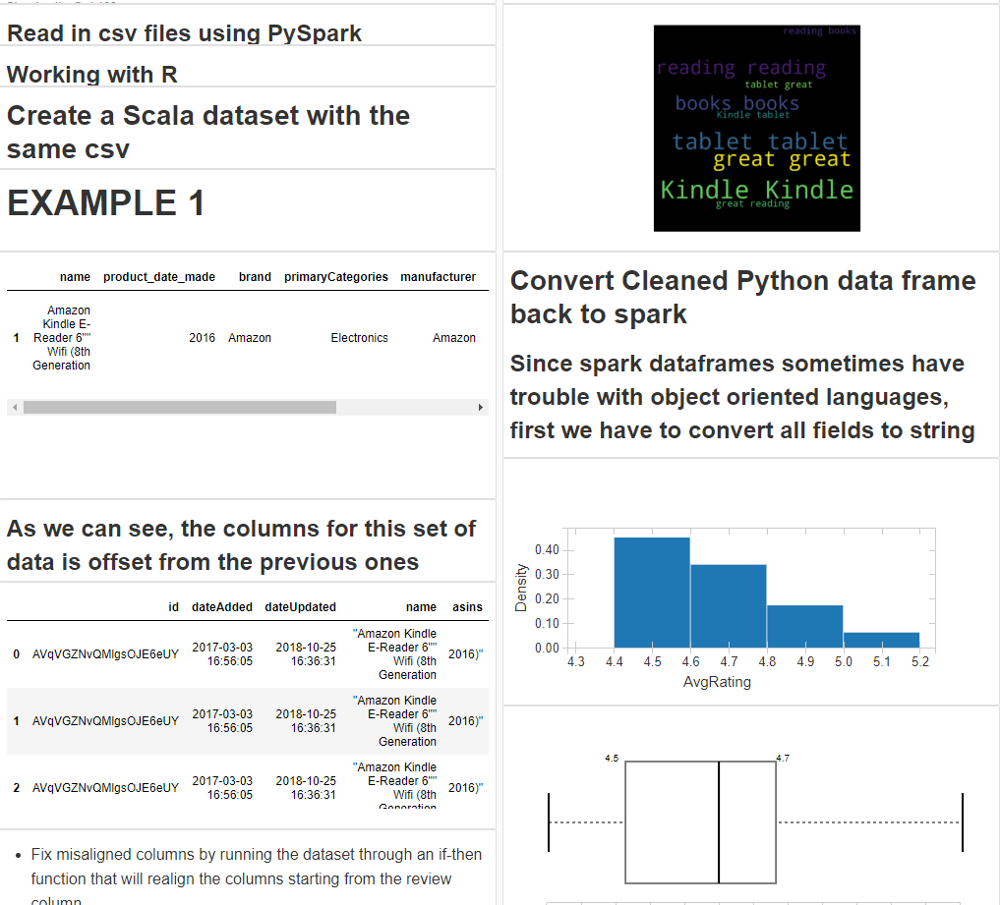 Read in csv files using PySpark
Working with R
Create a Scala dataset with the
same csv
EXAMPLE 1
name product_date_made brand primaryCategories manufacturer
1 Amazon Kindle E-Reader 6"" Wifi (8th Generation 2016 Amazon Electronics Amazon
As we can see, the columns for this set of
data is offset from the previous ones
id dateAdded dateUpdated name asins
0 AVqVGZNvQMlgsOJE6eUY 2017-03-03 16:56:05 2018-10-25 16:36:31 "Amazon Kindle E-Reader 6"" Wifi (8th Generation 2016)"
1 AVqVGZNvQMlgsOJE6eUY 2017-03-03 16:56:05 2018-10-25 16:36:31 "Amazon Kindle E-Reader 6"" Wifi (8th Generation 2016)"
2 AVqVGZNvQMlgsOJE6eUY 2017-03-03 16:56:05 2018-10-25 16:36:31 "Amazon Kindle E-Reader 6"" Wifi (8th Generation 2016)"
• Fix misaligned columns by running the dataset through an if-then
function that will realign the columns starting from the review
column
reading books
reading reading
tablet great
books books
Kindle tablet
tablet tablet
great great
Kindle Kindle
great reading
Convert Cleaned Python data frame
back to spark
Since spark dataframes sometimes have
trouble with object oriented languages,
first we have to convert all fields to string
Density
0.40
0.30
0.20
0.10
0.00
4.3 4.4 4.5 4.6 4.7 4.8 4.9 5.0 5.1 5.2
AvgRating
4.5 4.7